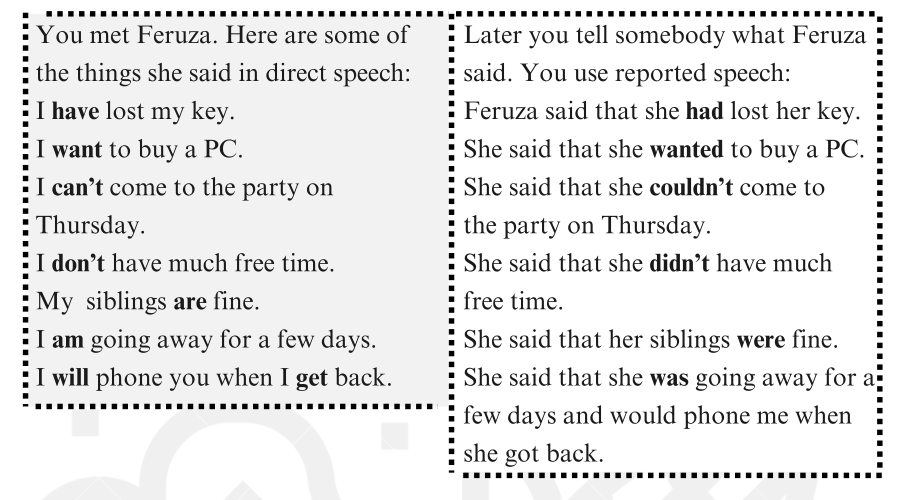 You met Feruza. Here are some of
the things she said in direct speech:
I have lost my key.
I want to buy a PC.
I can’t come to the party on
Thursday.
I don’t have much free time.
My siblings are fine.
I am going away for a few days.
I will phone you when I get back.
Later you tell somebody what Feruza
said. You use reported speech:
Feruza said that she had lost her key.
She said that she wanted to buy a PC.
She said that she couldn’t come to
the party on Thursday.
She said that she didn’t have much
free time.
She said that her siblings were fine.
She said that she was going away for a
few days and would phone me when
she got back.